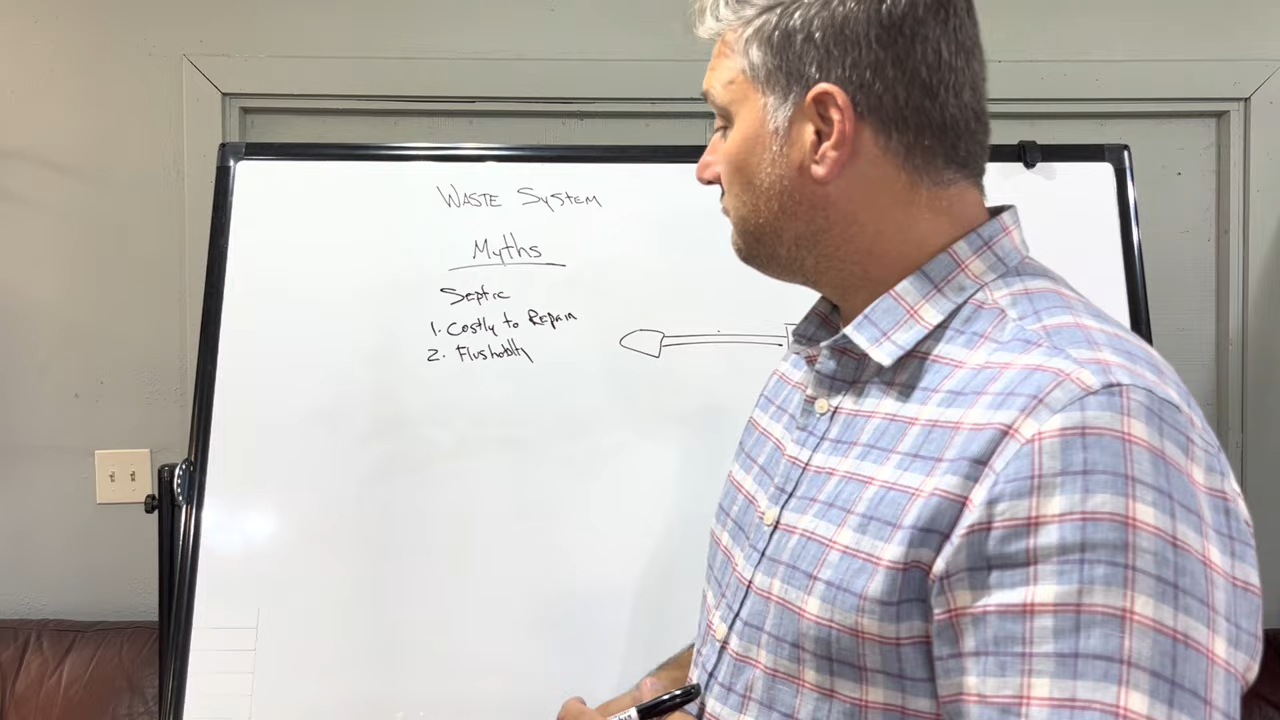 WASTE SYSTEM
Myths
Septic
1. Costly to Repair
2. Flushability